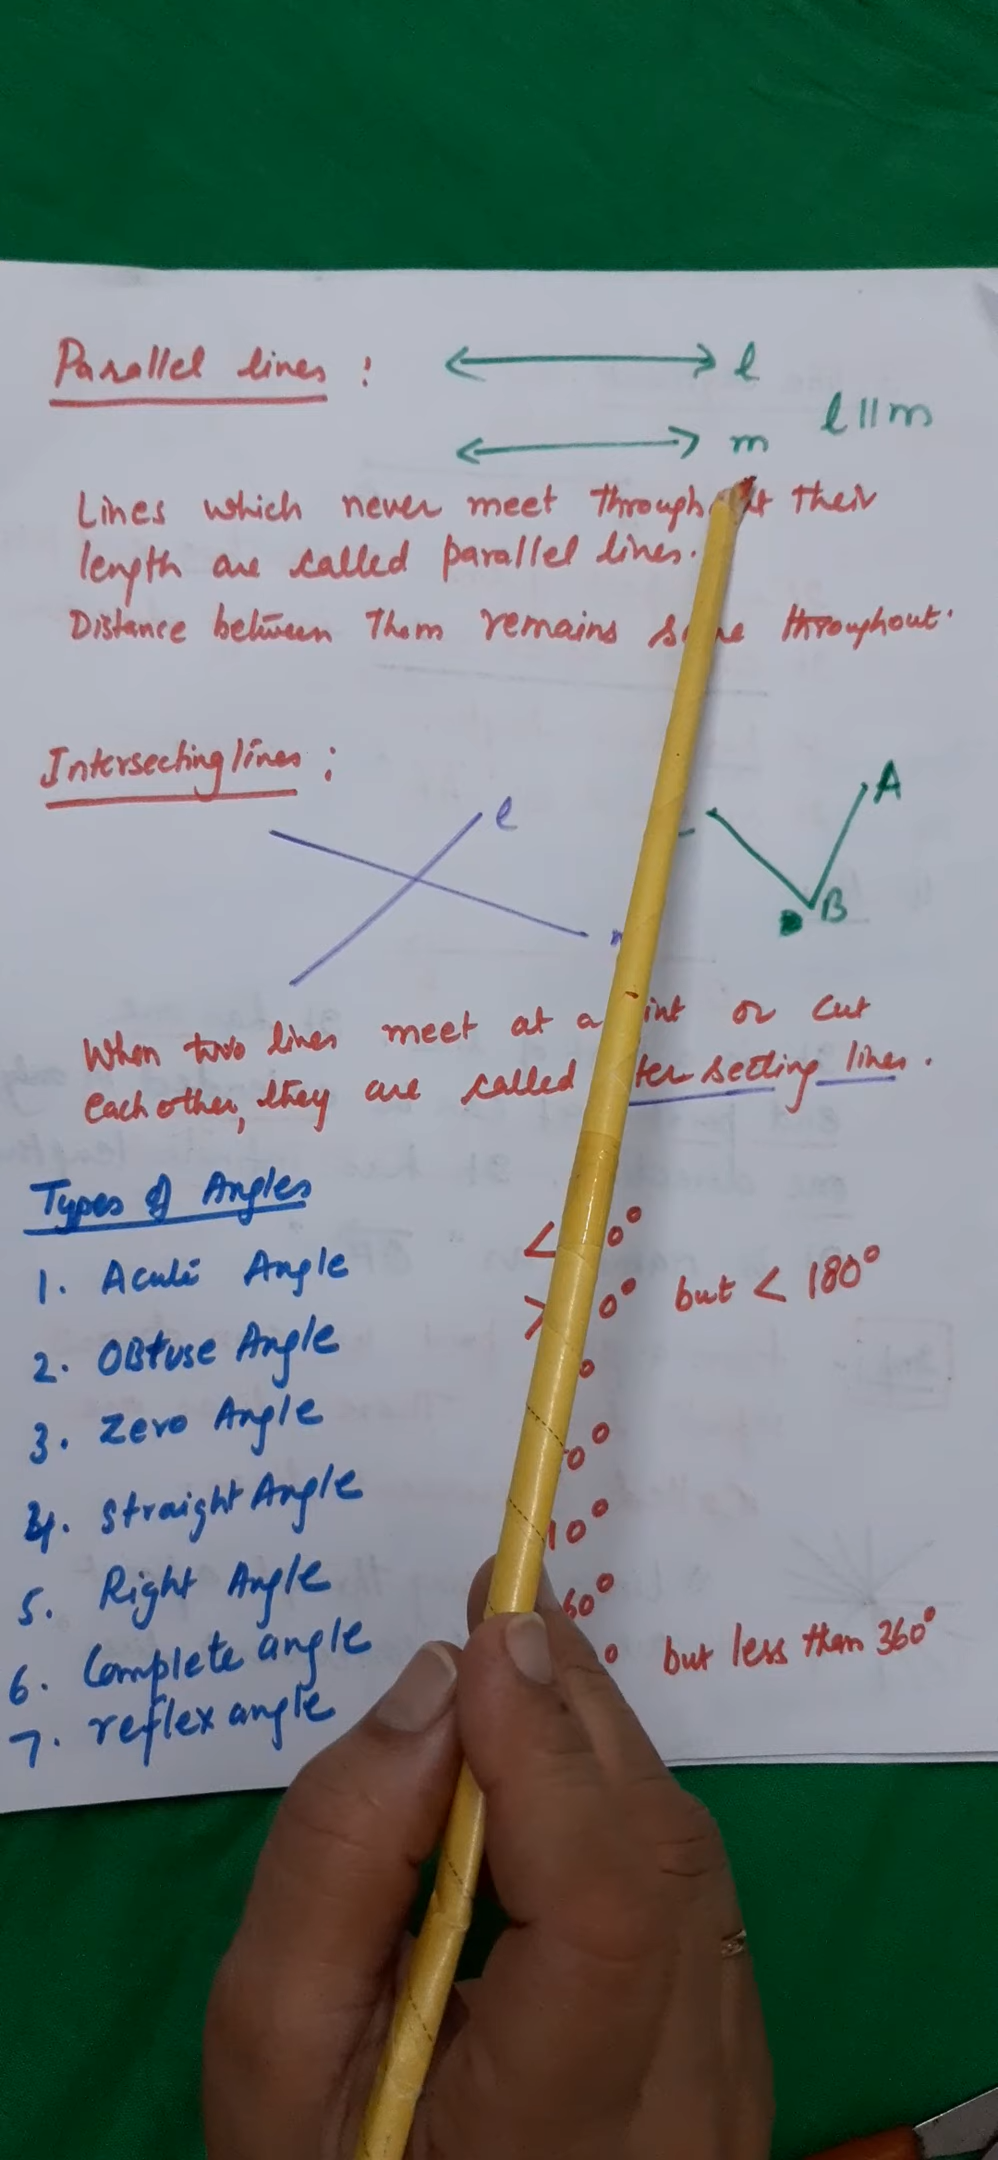 Parallel lines :
l
l || m
m
Lines which never meet their
length are called parallel lines.
Distance between them remains throughout.
Intersecting lines :
l
A
B
When two lines meet at a or cut
each other, they are called lines.
Types of Angles
1. Acute Angle <
2. Obtuse Angle > but < 180°
3. Zero Angle
4. Straight Angle
5. Right Angle
6. Complete angle
7. reflex angle but less than 360°